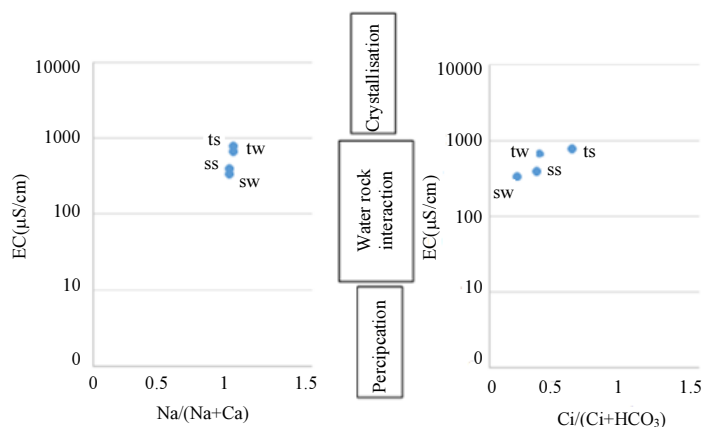 10000
1000
100
10
0
EC(µS/cm)
ts
tw
ss
sw
0
0.5
1
1.5
Na/(Na+Ca)
Crystallisation
Water rock
interaction
Percipcation
10000
1000
100
10
0
EC(µS/cm)
tw
ts
ss
sw
0
0.5
1
1.5
Ci/(Ci+HCO₃)